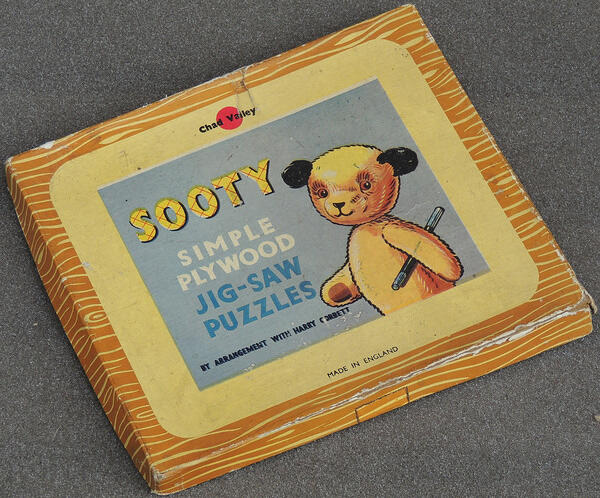 Chad Valley
SOOTY
SIMPLE
PLYWOOD
JIG-SAW
PUZZLES
BY ARRANGEMENT WITH HARRY CORBETT
MADE IN ENGLAND